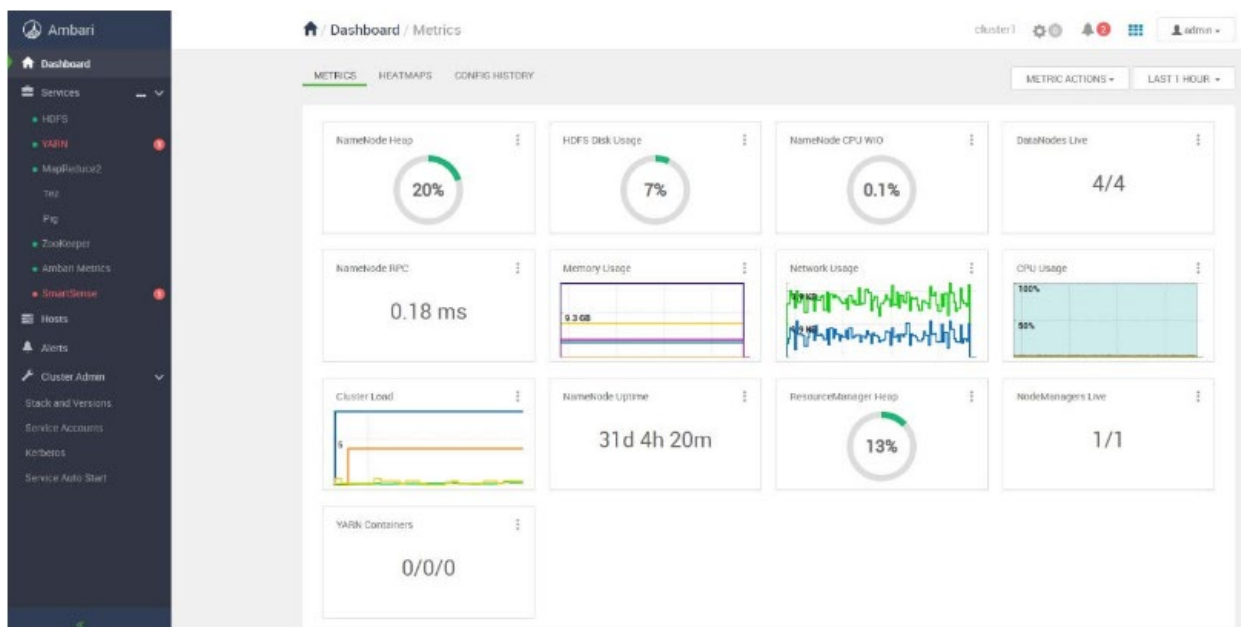 Ambari
Dashboard / Metrics
cluster1
0
2
admin
Dashboard
METRICS
HEATMAPS
CONFIG HISTORY
METRIC ACTIONS
LAST 1 HOUR
Services
HDFS
YARN
1
MapReduce2
Tez
Pig
ZooKeeper
Ambari Metrics
SmartSense
1
Hosts
Alerts
Cluster Admin
Stack and Versions
Service Accounts
Kerberos
Service Auto Start
NameNode Heap
20%
HDFS Disk Usage
7%
NameNode CPU WIO
0.1%
DataNodes Live
4/4
NameNode RPC
0.18 ms
Memory Usage
9.3 GB
Network Usage
CPU Usage
100%
50%
Cluster Load
5
NameNode Uptime
31d 4h 20m
ResourceManager Heap
13%
NodeManagers Live
1/1
YARN Containers
0/0/0